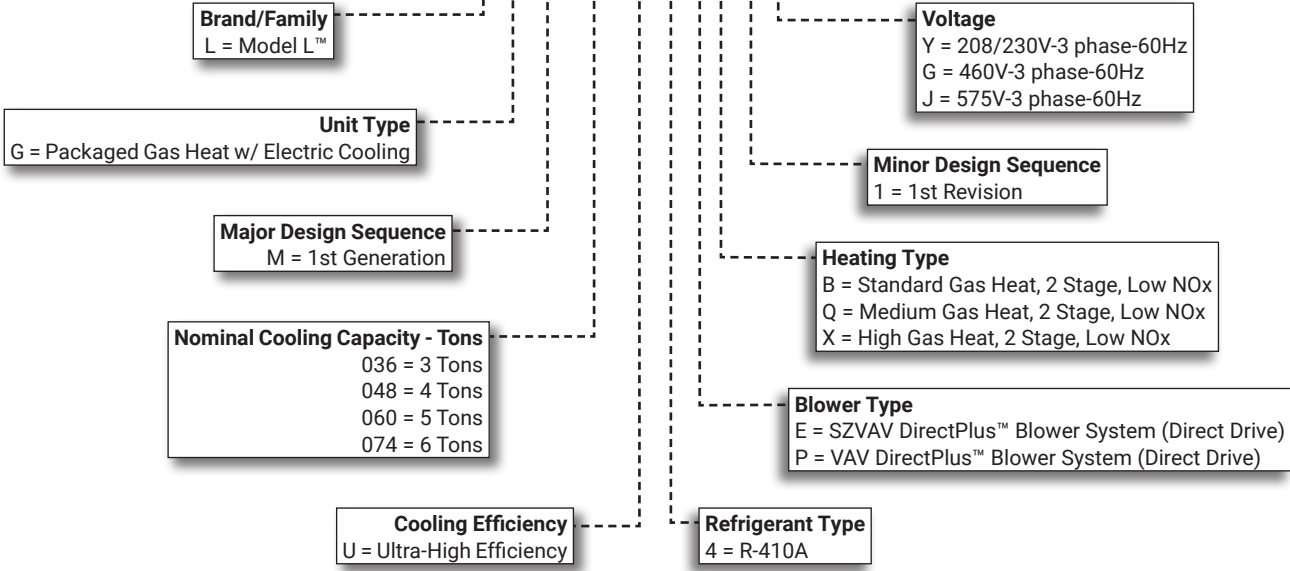 Brand/Family
L = Model L™
Unit Type
G = Packaged Gas Heat w/ Electric Cooling
Major Design Sequence
M = 1st Generation
Nominal Cooling Capacity - Tons
036 = 3 Tons
048 = 4 Tons
060 = 5 Tons
074 = 6 Tons
Cooling Efficiency
U = Ultra-High Efficiency
Voltage
Y = 208/230V-3 phase-60Hz
G = 460V-3 phase-60Hz
J = 575V-3 phase-60Hz
Minor Design Sequence
1 = 1st Revision
Heating Type
B = Standard Gas Heat, 2 Stage, Low NOx
Q = Medium Gas Heat, 2 Stage, Low NOx
X = High Gas Heat, 2 Stage, Low NOx
Blower Type
E = SZVAV DirectPlus™ Blower System (Direct Drive)
P = VAV DirectPlus™ Blower System (Direct Drive)
Refrigerant Type
4 = R-410A